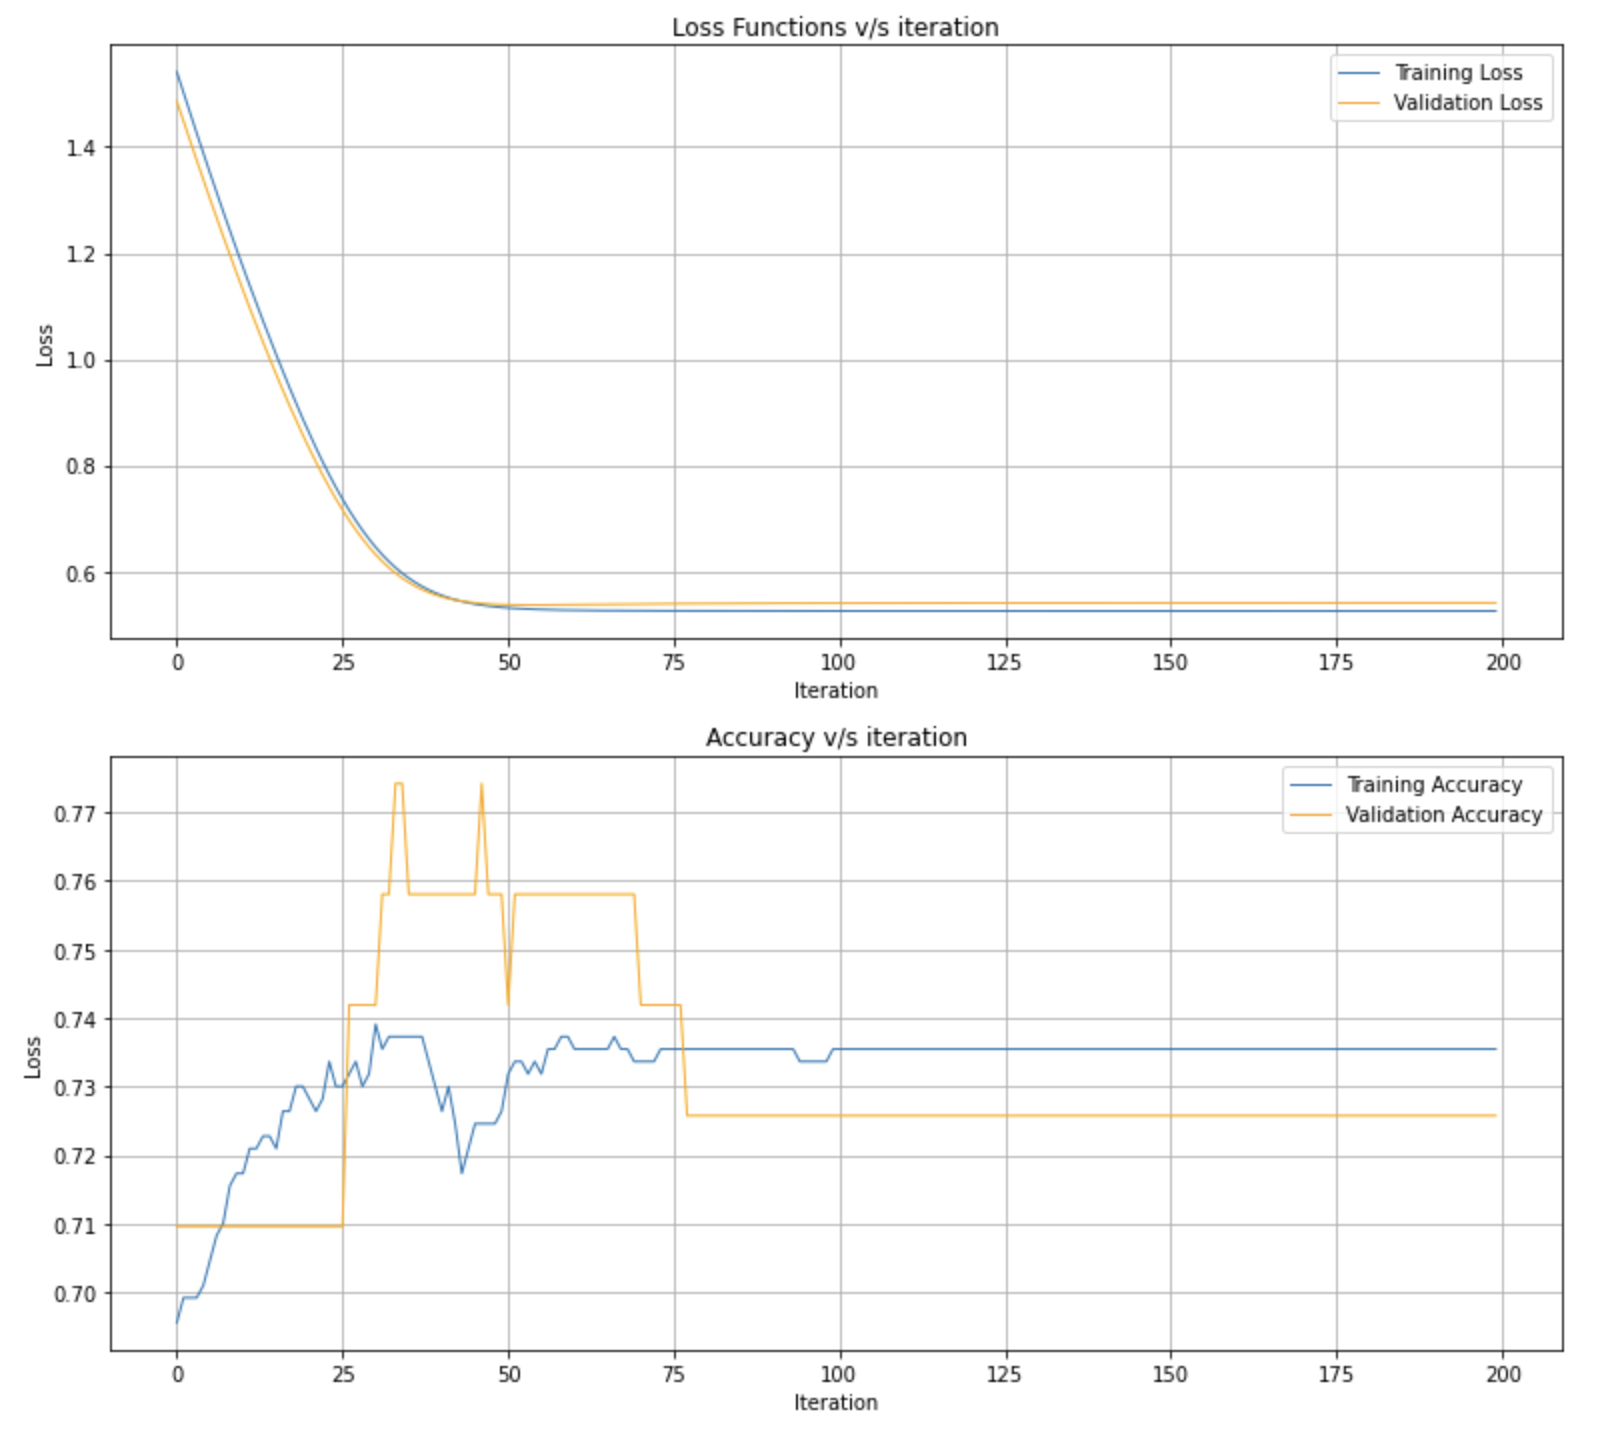 Loss Functions v/s iteration
Training Loss
Validation Loss
1.4
1.2
1.0
0.8
0.6
Loss
0 25 50 75 100 125 150 175 200
Iteration
Accuracy v/s iteration
Training Accuracy
Validation Accuracy
0.77
0.76
0.75
0.74
0.73
0.72
0.71
0.70
Loss
0 25 50 75 100 125 150 175 200
Iteration